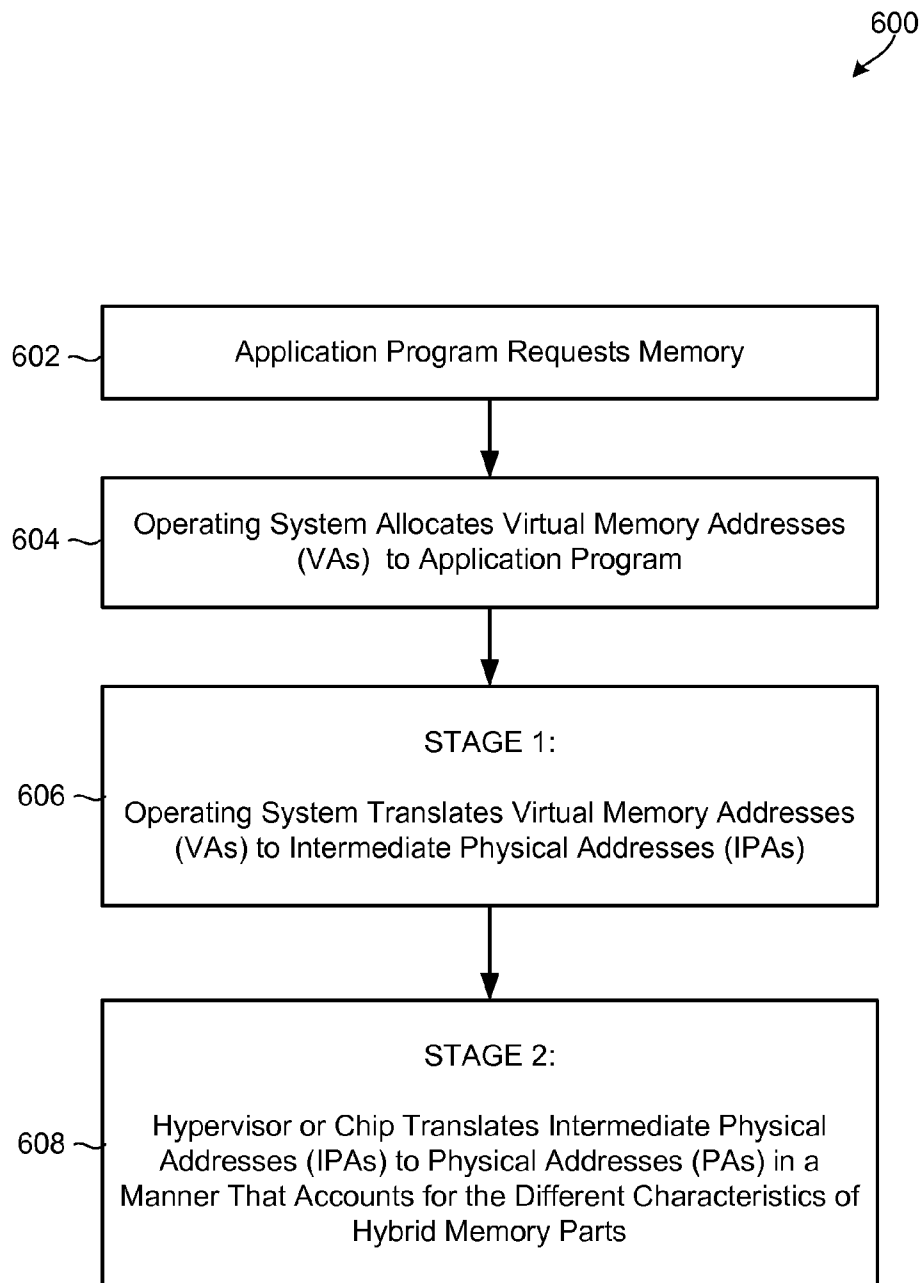 600
602
Application Program Requests Memory
604
Operating System Allocates Virtual Memory Addresses
(VAs) to Application Program
606
STAGE 1:
Operating System Translates Virtual Memory Addresses
(VAs) to Intermediate Physical Addresses (IPAs)
608
STAGE 2:
Hypervisor or Chip Translates Intermediate Physical
Addresses (IPAs) to Physical Addresses (PAs) in a
Manner That Accounts for the Different Characteristics of
Hybrid Memory Parts